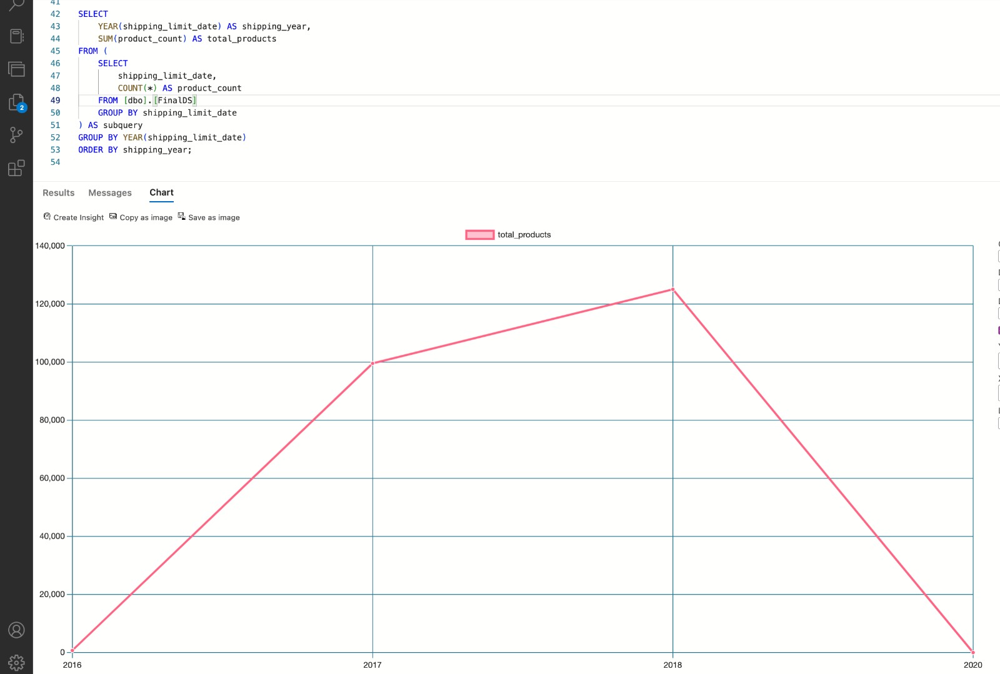 41
42 SELECT
43 YEAR(shipping_limit_date) AS shipping_year,
44 SUM(product_count) AS total_products
45 FROM (
46 SELECT
47 shipping_limit_date,
48 COUNT(*) AS product_count
49 FROM [dbo].[FinalDS]
50 GROUP BY shipping_limit_date
51 ) AS subquery
52 GROUP BY YEAR(shipping_limit_date)
53 ORDER BY shipping_year;
54
2
Results Messages Chart
Create Insight Copy as image Save as image
total_products
140,000
120,000
100,000
80,000
60,000
40,000
20,000
0
2016 2017 2018 2020